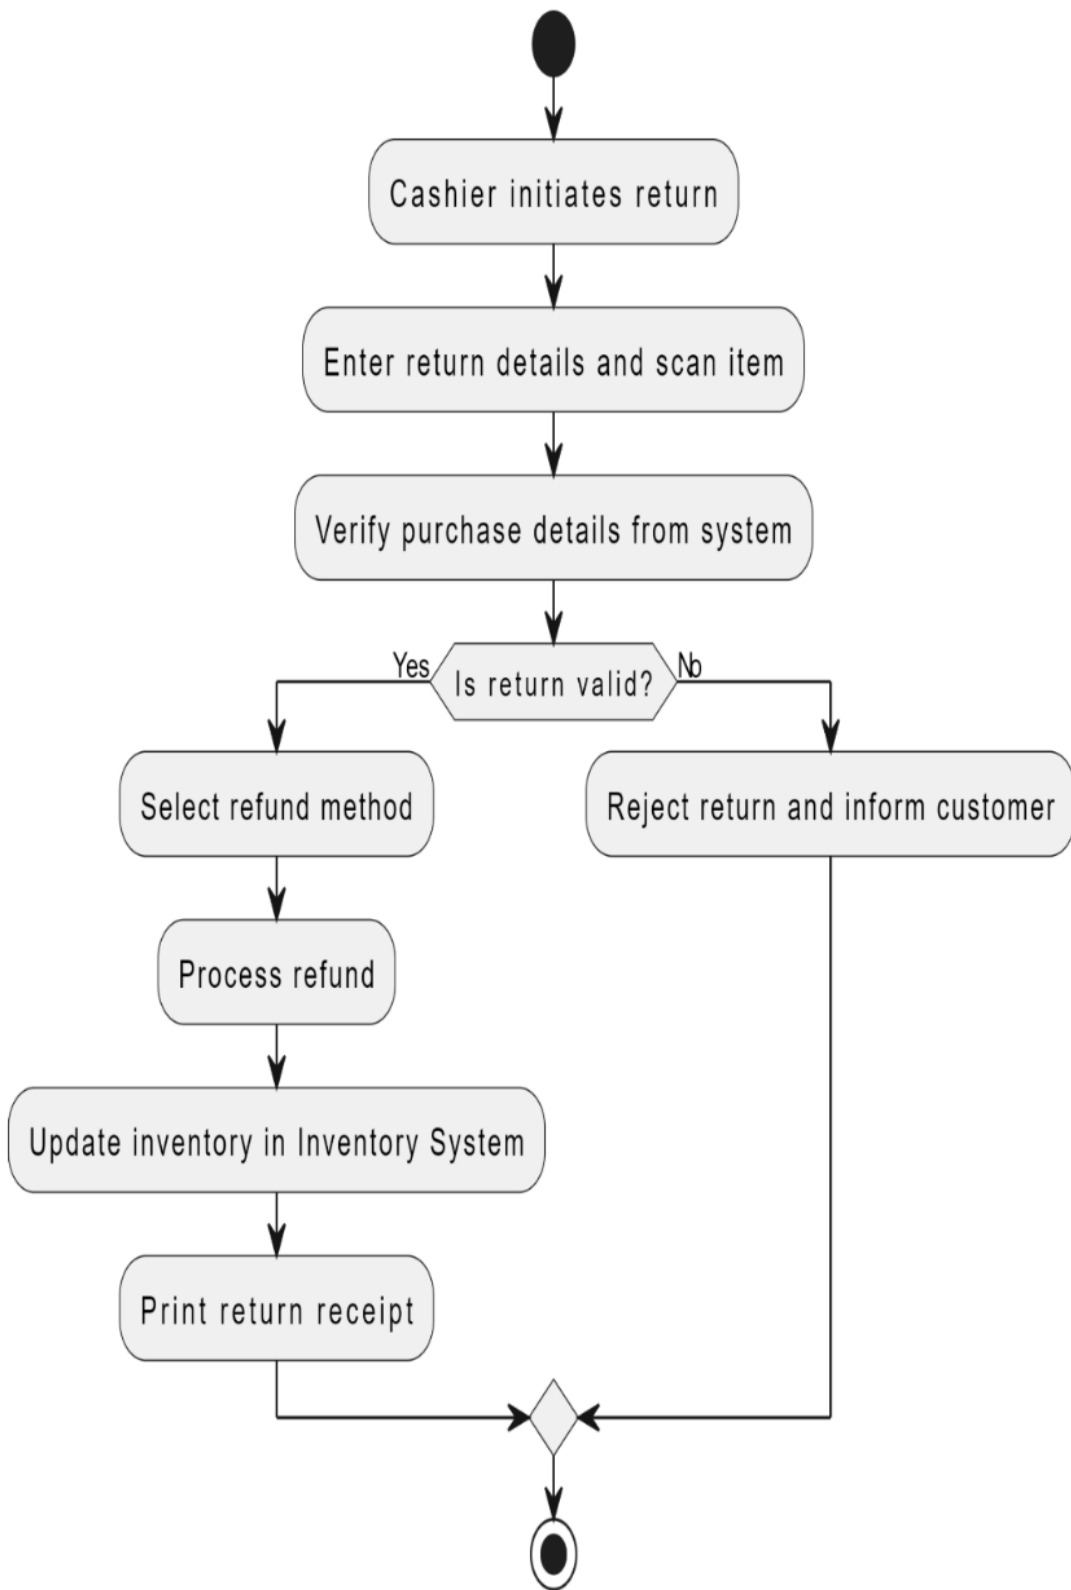 Cashier initiates return
Enter return details and scan item
Verify purchase details from system
Yes
Is return valid?
No
Select refund method
Reject return and inform customer
Process refund
Update inventory in Inventory System
Print return receipt